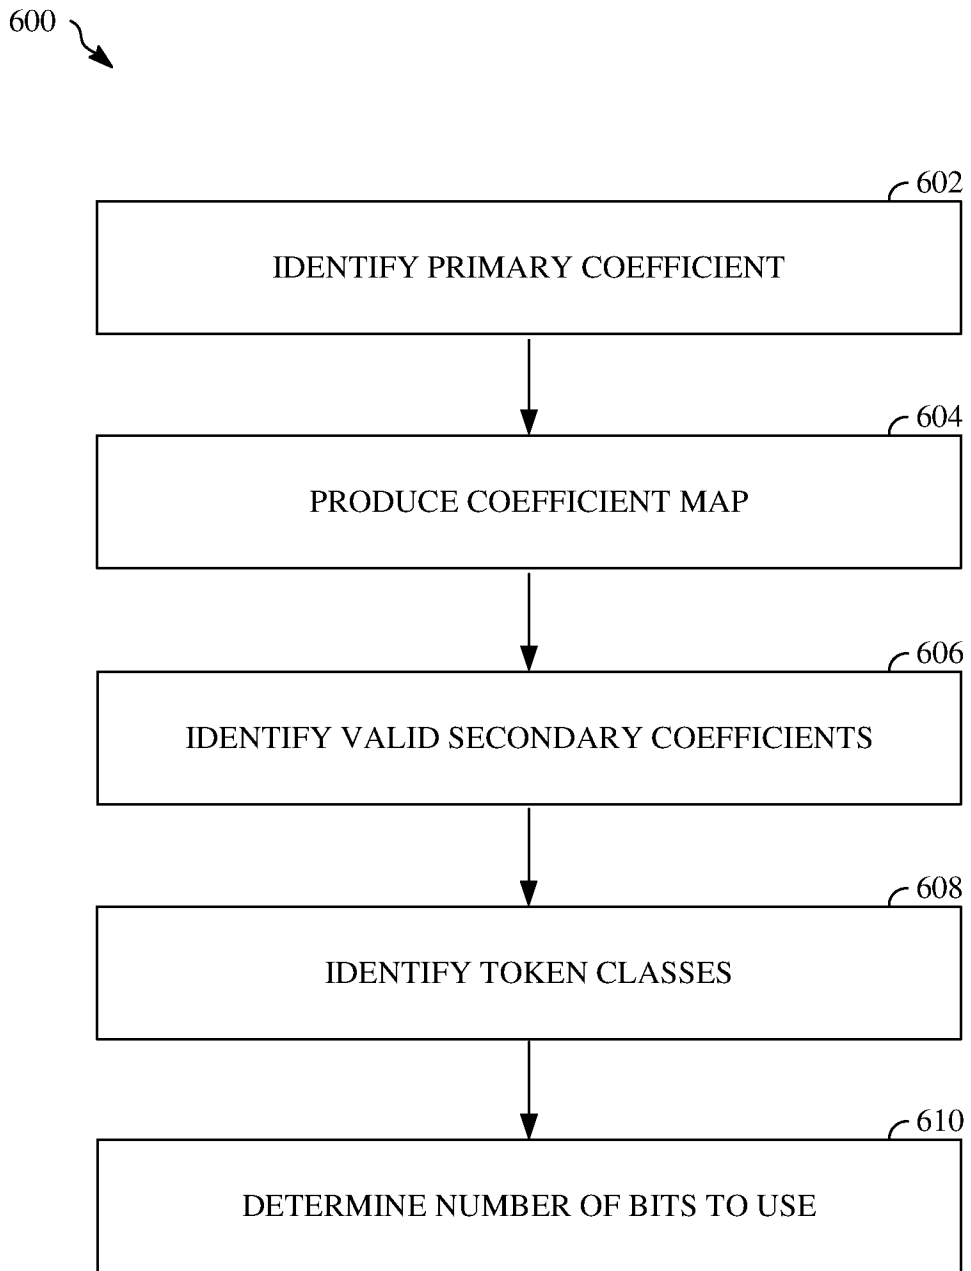 600
602
IDENTIFY PRIMARY COEFFICIENT
604
PRODUCE COEFFICIENT MAP
606
IDENTIFY VALID SECONDARY COEFFICIENTS
608
IDENTIFY TOKEN CLASSES
610
DETERMINE NUMBER OF BITS TO USE